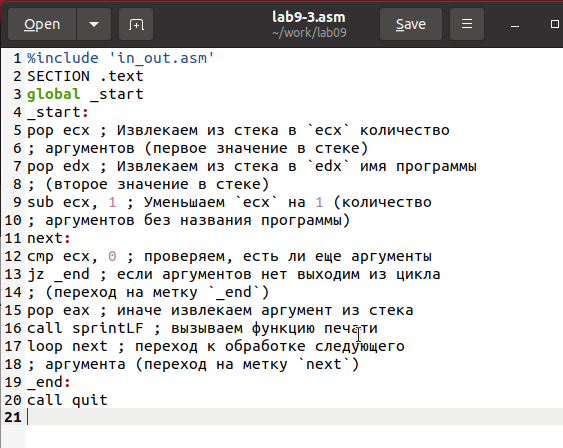 Open
lab9-3.asm
~/work/lab09
Save
1 %include 'in_out.asm'
2 SECTION .text
3 global _start
4 _start:
5 pop ecx ; Извлекаем из стека в `ecx` количество
6 ; аргументов (первое значение в стеке)
7 pop edx ; Извлекаем из стека в `edx` имя программы
8 ; (второе значение в стеке)
9 sub ecx, 1 ; Уменьшаем `ecx` на 1 (количество
10 ; аргументов без названия программы)
11 next:
12 cmp ecx, 0 ; проверяем, есть ли еще аргументы
13 jz _end ; если аргументов нет выходим из цикла
14 ; (переход на метку `_end`)
15 pop eax ; иначе извлекаем аргумент из стека
16 call sprintLF ; вызываем функцию печати
17 loop next ; переход к обработке следующего
18 ; аргумента (переход на метку `next`)
19 _end:
20 call quit
21